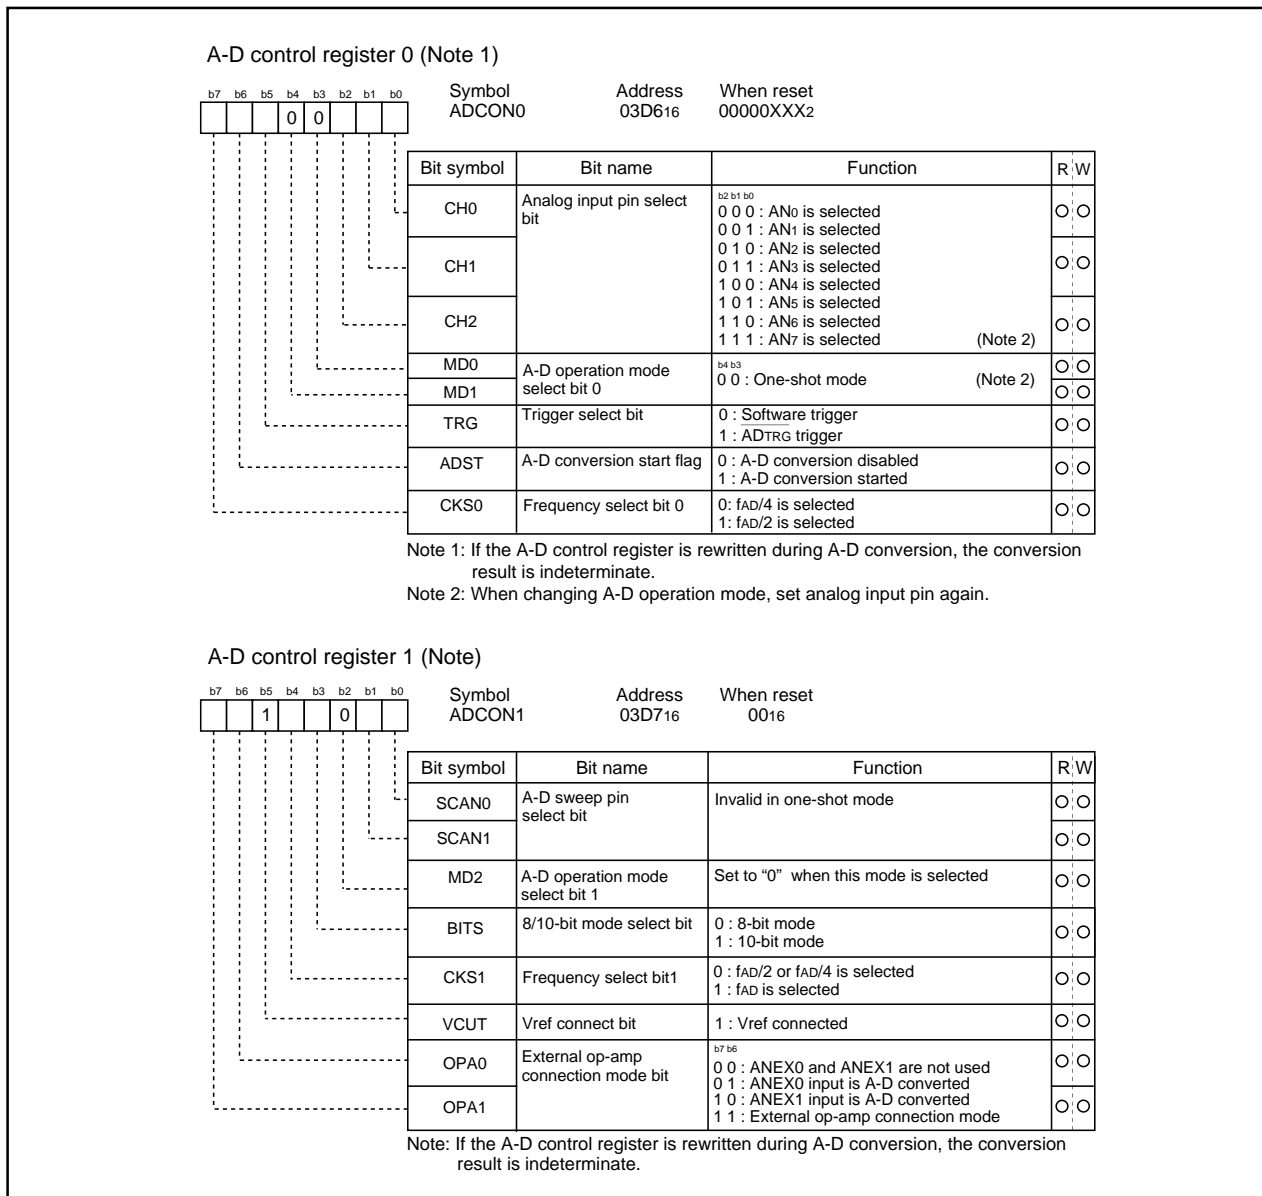 A-D control register 0 (Note 1)
b7 b6 b5 b4 b3 b2 b1 b0
0 0
Symbol Address When reset
ADCON0 03D616 00000XXX2
Bit symbol Bit name Function R W
CH0 Analog input pin select
bit
b2 b1 b0
0 0 0 : AN0 is selected
0 0 1 : AN1 is selected
0 1 0 : AN2 is selected
CH1 0 1 1 : AN3 is selected
1 0 0 : AN4 is selected
1 0 1 : AN5 is selected
CH2 1 1 0 : AN6 is selected
1 1 1 : AN7 is selected (Note 2)
MD0 A-D operation mode
select bit 0
b4 b3
0 0 : One-shot mode (Note 2)
MD1
TRG Trigger select bit 0 : Software trigger
1 : ADTRG trigger
ADST A-D conversion start flag 0 : A-D conversion disabled
1 : A-D conversion started
CKS0 Frequency select bit 0 0: fAD/4 is selected
1: fAD/2 is selected
Note 1: If the A-D control register is rewritten during A-D conversion, the conversion
result is indeterminate.
Note 2: When changing A-D operation mode, set analog input pin again.
A-D control register 1 (Note)
b7 b6 b5 b4 b3 b2 b1 b0
1 0
Symbol Address When reset
ADCON1 03D716 0016
Bit symbol Bit name Function R W
SCAN0 A-D sweep pin
select bit
Invalid in one-shot mode
SCAN1
MD2 A-D operation mode
select bit 1
Set to “0” when this mode is selected
BITS 8/10-bit mode select bit 0 : 8-bit mode
1 : 10-bit mode
CKS1 Frequency select bit1 0 : fAD/2 or fAD/4 is selected
1 : fAD is selected
VCUT Vref connect bit 1 : Vref connected
OPA0 External op-amp
connection mode bit
b7 b6
0 0 : ANEX0 and ANEX1 are not used
0 1 : ANEX0 input is A-D converted
1 0 : ANEX1 input is A-D converted
OPA1 1 1 : External op-amp connection mode
Note: If the A-D control register is rewritten during A-D conversion, the conversion
result is indeterminate.